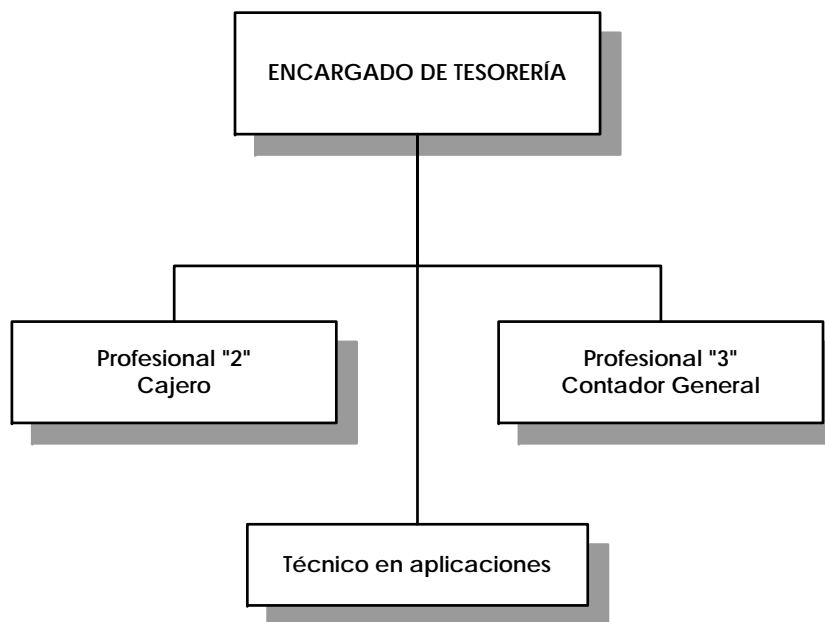 ENCARGADO DE TESORERÍA
Profesional "2"
Cajero
Profesional "3"
Contador General
Técnico en aplicaciones